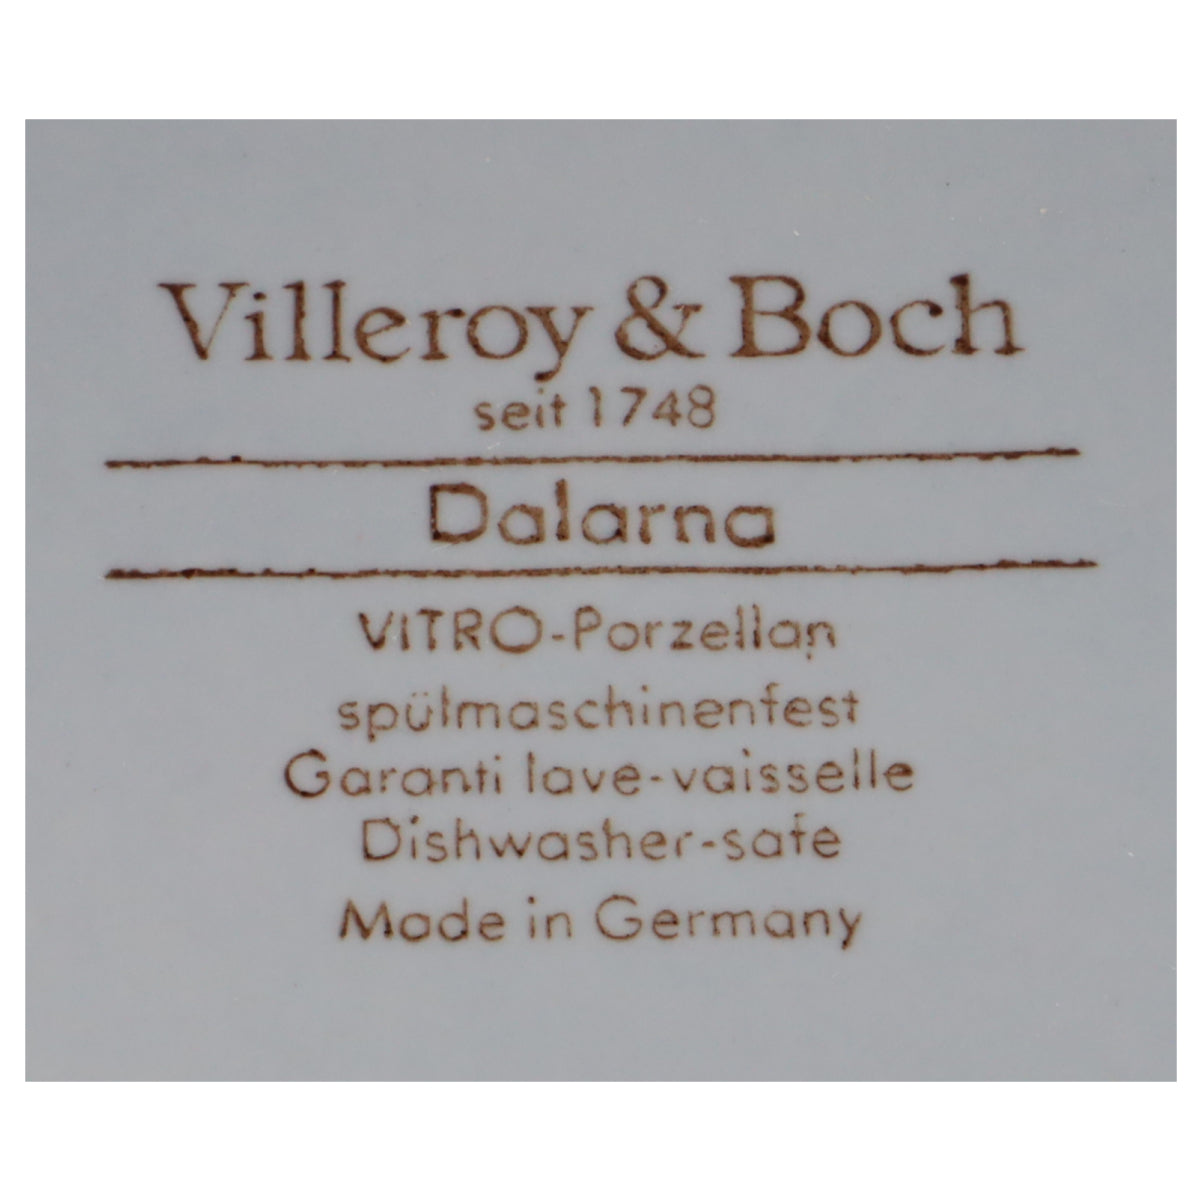 Villeroy & Boch
seit 1748
Dalarna
VITRO-Porzellan
spülmaschinenfest
Garanti lave-vaisselle
Dishwasher-safe
Made in Germany